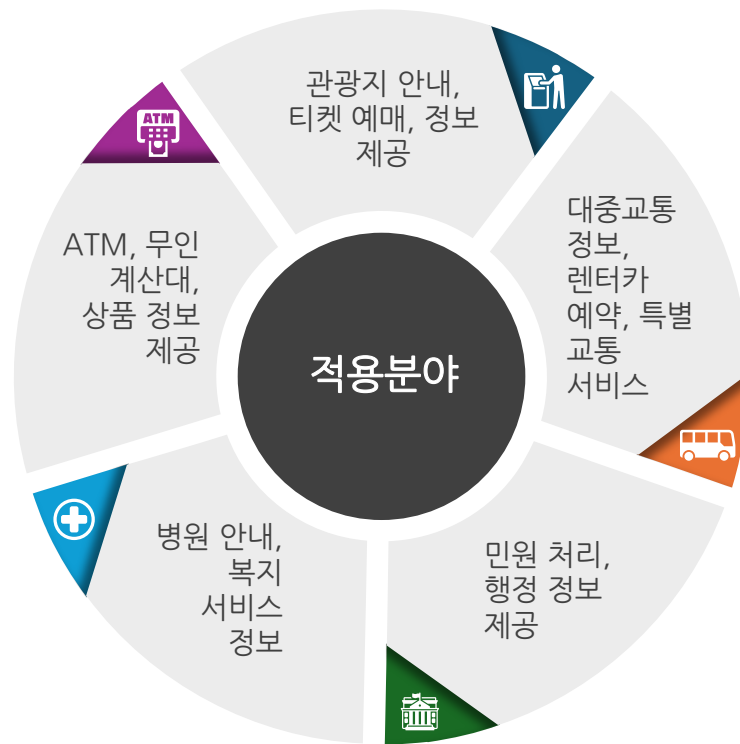 관광지 안내,
티켓 예매, 정보
제공
ATM
대중교통
정보,
렌터카
예약, 특별
교통
서비스
ATM, 무인
계산대,
상품 정보
제공
적용분야
병원 안내,
복지
서비스
정보
민원 처리,
행정 정보
제공